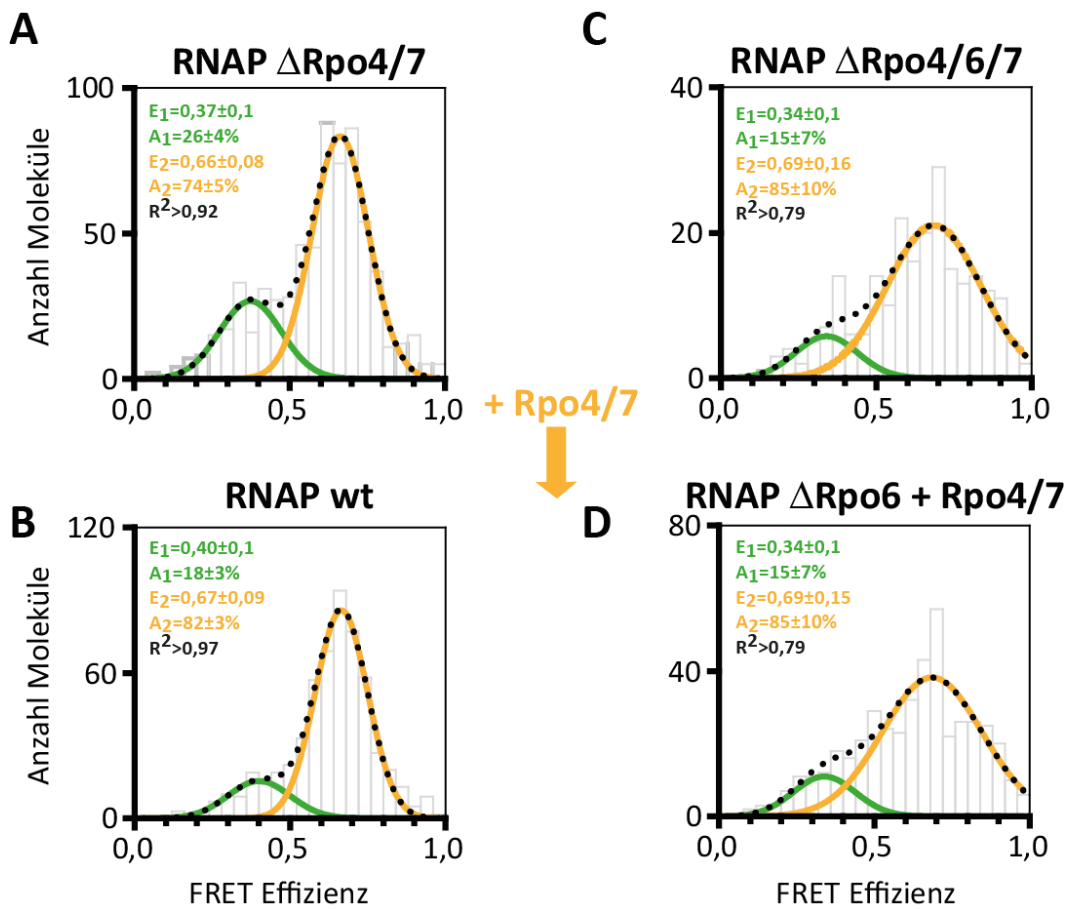 A
RNAP ΔRpo4/7
100
50
0
0,0
0,5
1,0
Anzahl Moleküle
E1=0,37±0,1
A1=26±4%
E2=0,66±0,08
A2=74±5%
R²>0,92
C
RNAP ΔRpo4/6/7
40
20
0
0,0
0,5
1,0
E1=0,34±0,1
A1=15±7%
E2=0,69±0,16
A2=85±10%
R²>0,79
+ Rpo4/7
B
RNAP wt
120
60
0
0,0
0,5
1,0
Anzahl Moleküle
FRET Effizienz
E1=0,40±0,1
A1=18±3%
E2=0,67±0,09
A2=82±3%
R²>0,97
D
RNAP ΔRpo6 + Rpo4/7
80
40
0
0,0
0,5
1,0
FRET Effizienz
E1=0,34±0,1
A1=15±7%
E2=0,69±0,15
A2=85±10%
R²>0,79